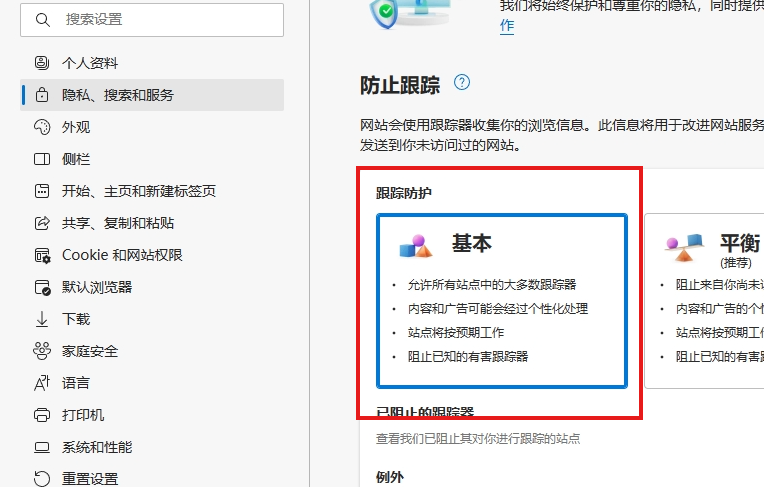 搜索设置
个人资料
隐私、搜索和服务
外观
侧栏
开始、主页和新建标签页
共享、复制和粘贴
Cookie 和网站权限
默认浏览器
下载
家庭安全
语言
打印机
系统和性能
重置设置
我们将始终保护和尊重你的隐私，同时提供
作
防止跟踪
网站会使用跟踪器收集你的浏览信息。此信息将用于改进网站服务
发送到你未访问过的网站。
跟踪防护
基本
• 允许所有站点中的大多数跟踪器
• 内容和广告可能会经过个性化处理
• 站点将按预期工作
• 阻止已知的有害跟踪器
平衡
(推荐)
• 阻止来自你尚未
• 内容和广告的个
• 站点将按预期工
• 阻止已知的有害
已阻止的跟踪器
查看我们已阻止其对你进行跟踪的站点
例外